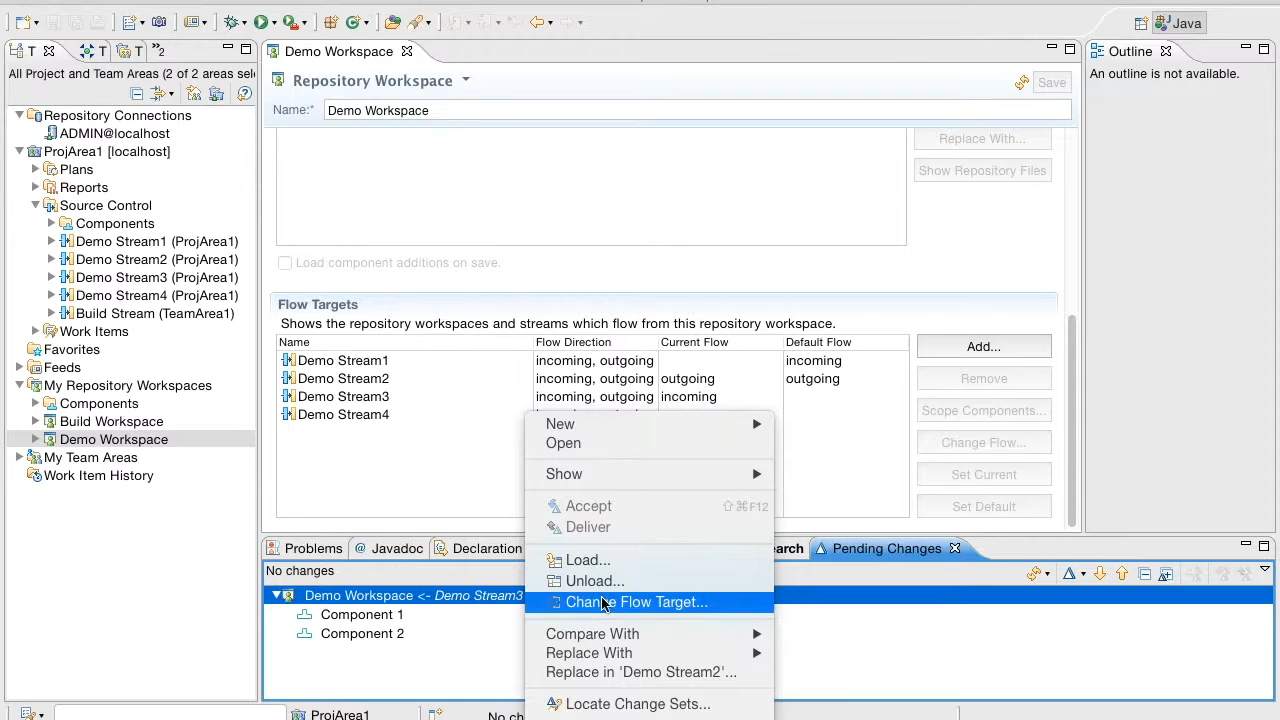 Java
T
T
T
»2
Demo Workspace
Outline
All Project and Team Areas (2 of 2 areas sel
Repository Workspace
Save
An outline is not available.
Name:*
Demo Workspace
Repository Connections
ADMIN@localhost
ProjArea1 [localhost]
Plans
Reports
Source Control
Components
Demo Stream1 (ProjArea1)
Demo Stream2 (ProjArea1)
Demo Stream3 (ProjArea1)
Demo Stream4 (ProjArea1)
Build Stream (TeamArea1)
Work Items
Favorites
Feeds
My Repository Workspaces
Components
Build Workspace
Demo Workspace
My Team Areas
Work Item History
Replace With...
Show Repository Files
Load component additions on save.
Flow Targets
Shows the repository workspaces and streams which flow from this repository workspace.
Name Flow Direction Current Flow Default Flow
Demo Stream1 incoming, outgoing incoming
Demo Stream2 incoming, outgoing outgoing outgoing
Demo Stream3 incoming, outgoing incoming
Demo Stream4
Add...
Remove
Scope Components...
Change Flow...
Set Current
Set Default
New
Open
Show
Accept ⇧⌘F12
Deliver
Load...
Unload...
Change Flow Target...
Compare With
Replace With
Replace in 'Demo Stream2'...
Locate Change Sets...
Problems
@ Javadoc
Declaration
earch
Pending Changes
No changes
Demo Workspace <- Demo Stream3
Component 1
Component 2
ProjArea1
No ch